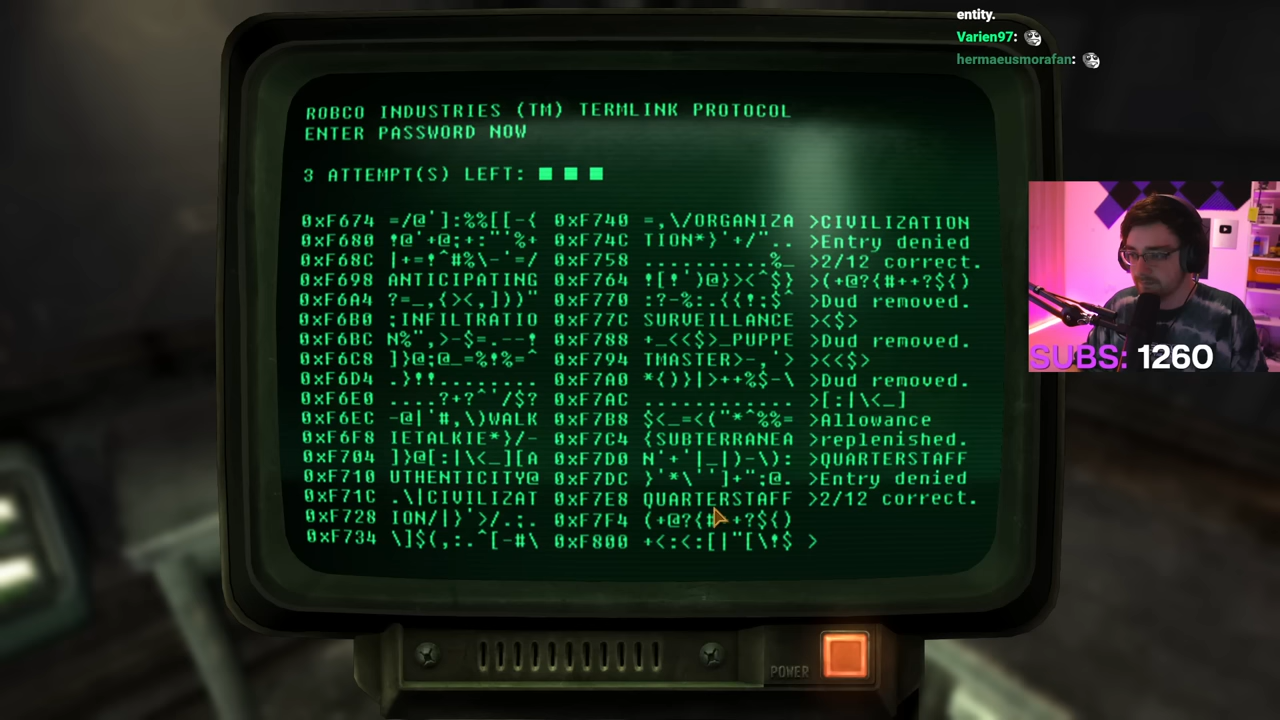 entity.
Varien97:
hermaeusmorafan:
ROBCO INDUSTRIES (TM) TERMLINK PROTOCOL
ENTER PASSWORD NOW
3 ATTEMPT(S) LEFT:
0xF674 =/@']:%%[[-{ 0xF740 =,\/ORGANIZA >CIVILIZATION
0xF680 !@'+@;+:"'%+ 0xF74C TION*}'+/".. >Entry denied
0xF68C |+=!^#%\-'=/ 0xF758 ..........,%_ >2/12 correct.
0xF698 ANTICIPATING 0xF764 ![!')@}><^$} >(+@?{#++?${)
0xF6A4 ?=_,{><,]))" 0xF770 :?-%:.{{!;$^ >Dud removed.
0xF6B0 ;INFILTRATIO 0xF77C SURVEILLANCE ><$>
0xF6BC N%",>-$=.--! 0xF788 +_<<$>_PUPPE >Dud removed.
0xF6C8 ]}@;@_=%!%=^ 0xF794 TMASTER>-,'> ><<$>
0xF6D4 .}!!........ 0xF7A0 *{)}|>++%$-\ >Dud removed.
0xF6E0 ....?+?^'/$? 0xF7AC ............ >[:|\<_]
0xF6EC -@|'#,\)WALK 0xF7B8 $<_=<("*^%%= >Allowance
0xF6F8 IETALKIE*}/- 0xF7C4 {SUBTERRANEA >replenished.
0xF704 ]}@[:|\<_][A 0xF7D0 N'+'|_|)-\): >QUARTERSTAFF
0xF710 UTHENTICITY@ 0xF7DC }'*\'']+";@. >Entry denied
0xF71C .\|CIVILIZAT 0xF7E8 QUARTERSTAFF >2/12 correct.
0xF728 ION/|}'>/.;. 0xF7F4 (+@?{#++?${)
0xF734 \]$(,:.^[-#\ 0xF800 +<:<:[|"[\!$ >
SUBS: 1260
POWER